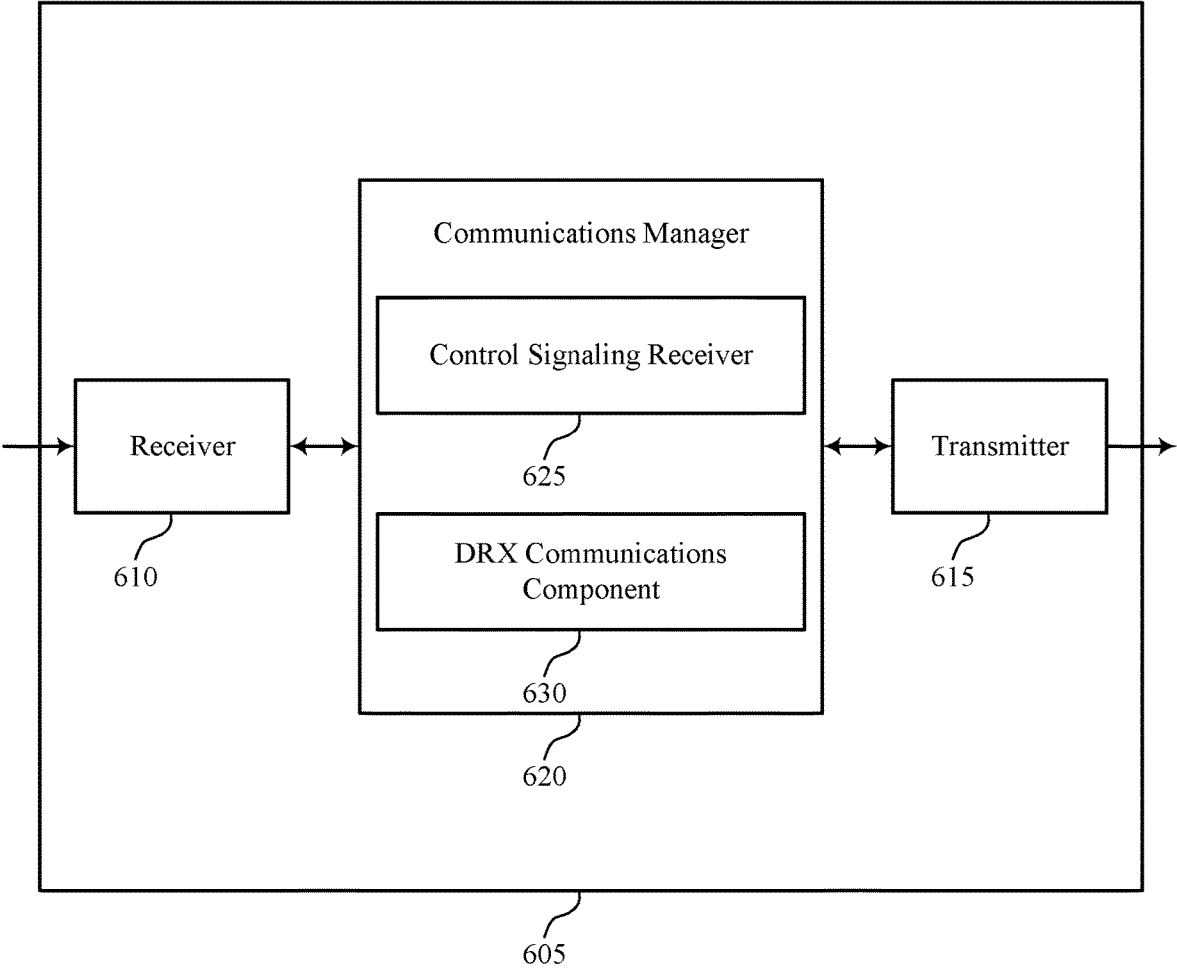 Communications Manager
Control Signaling Receiver
625
Receiver
610
Transmitter
615
DRX Communications
Component
630
620
605